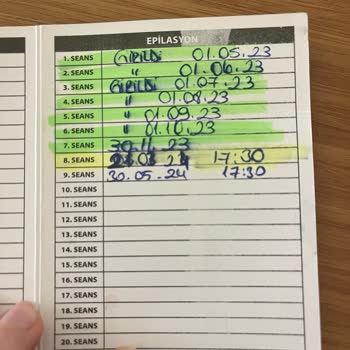 EPİLASYON
1. SEANS GİRİLDİ 01.05.23
2. SEANS " 01.06.23
3. SEANS GİRİLDİ 01.07.23
4. SEANS " 01.08.23
5. SEANS " 01.09.23
6. SEANS " 01.10.23
7. SEANS 30.11.23
8. SEANS 24 17:30
9. SEANS 30.05.24 17:30
10. SEANS
11. SEANS
12. SEANS
13. SEANS
14. SEANS
15. SEANS
16. SEANS
17. SEANS
18. SEANS
19. SEANS
20. SEANS